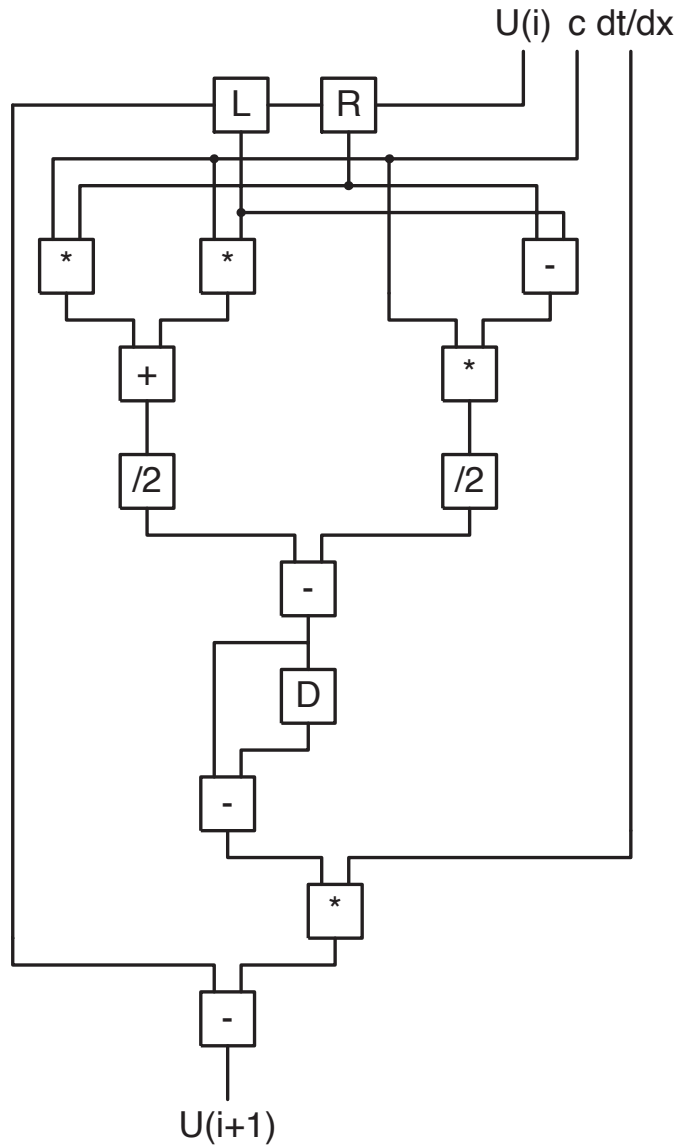 U(i) c dt/dx
L R
* * -
+ *
/2 /2
-
D
-
*
-
U(i+1)